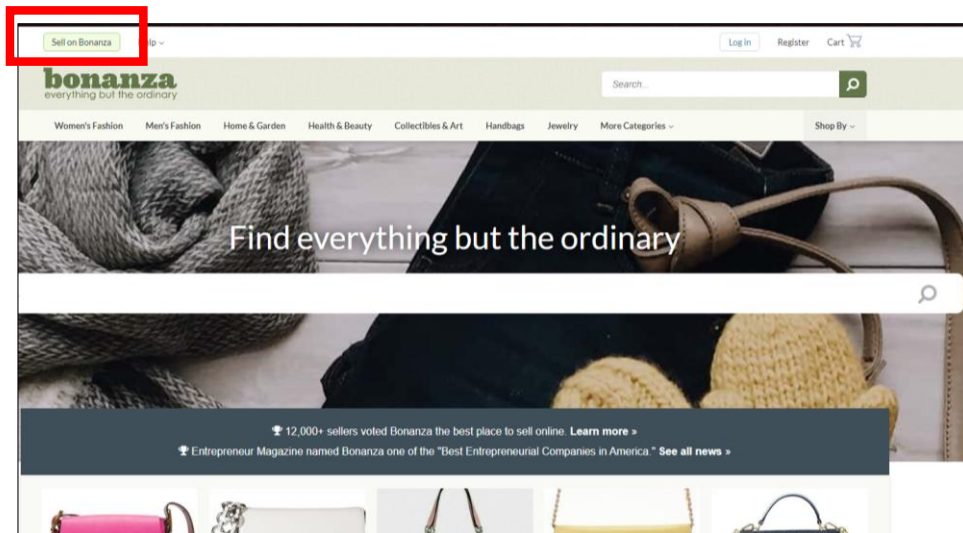 Sell on Bonanza Help Log in Register Cart
bonanza
everything but the ordinary
Search...
Women's Fashion Men's Fashion Home & Garden Health & Beauty Collectibles & Art Handbags Jewelry More Categories Shop By
Find everything but the ordinary
12,000+ sellers voted Bonanza the best place to sell online. Learn more »
Entrepreneur Magazine named Bonanza one of the "Best Entrepreneurial Companies in America." See all news »